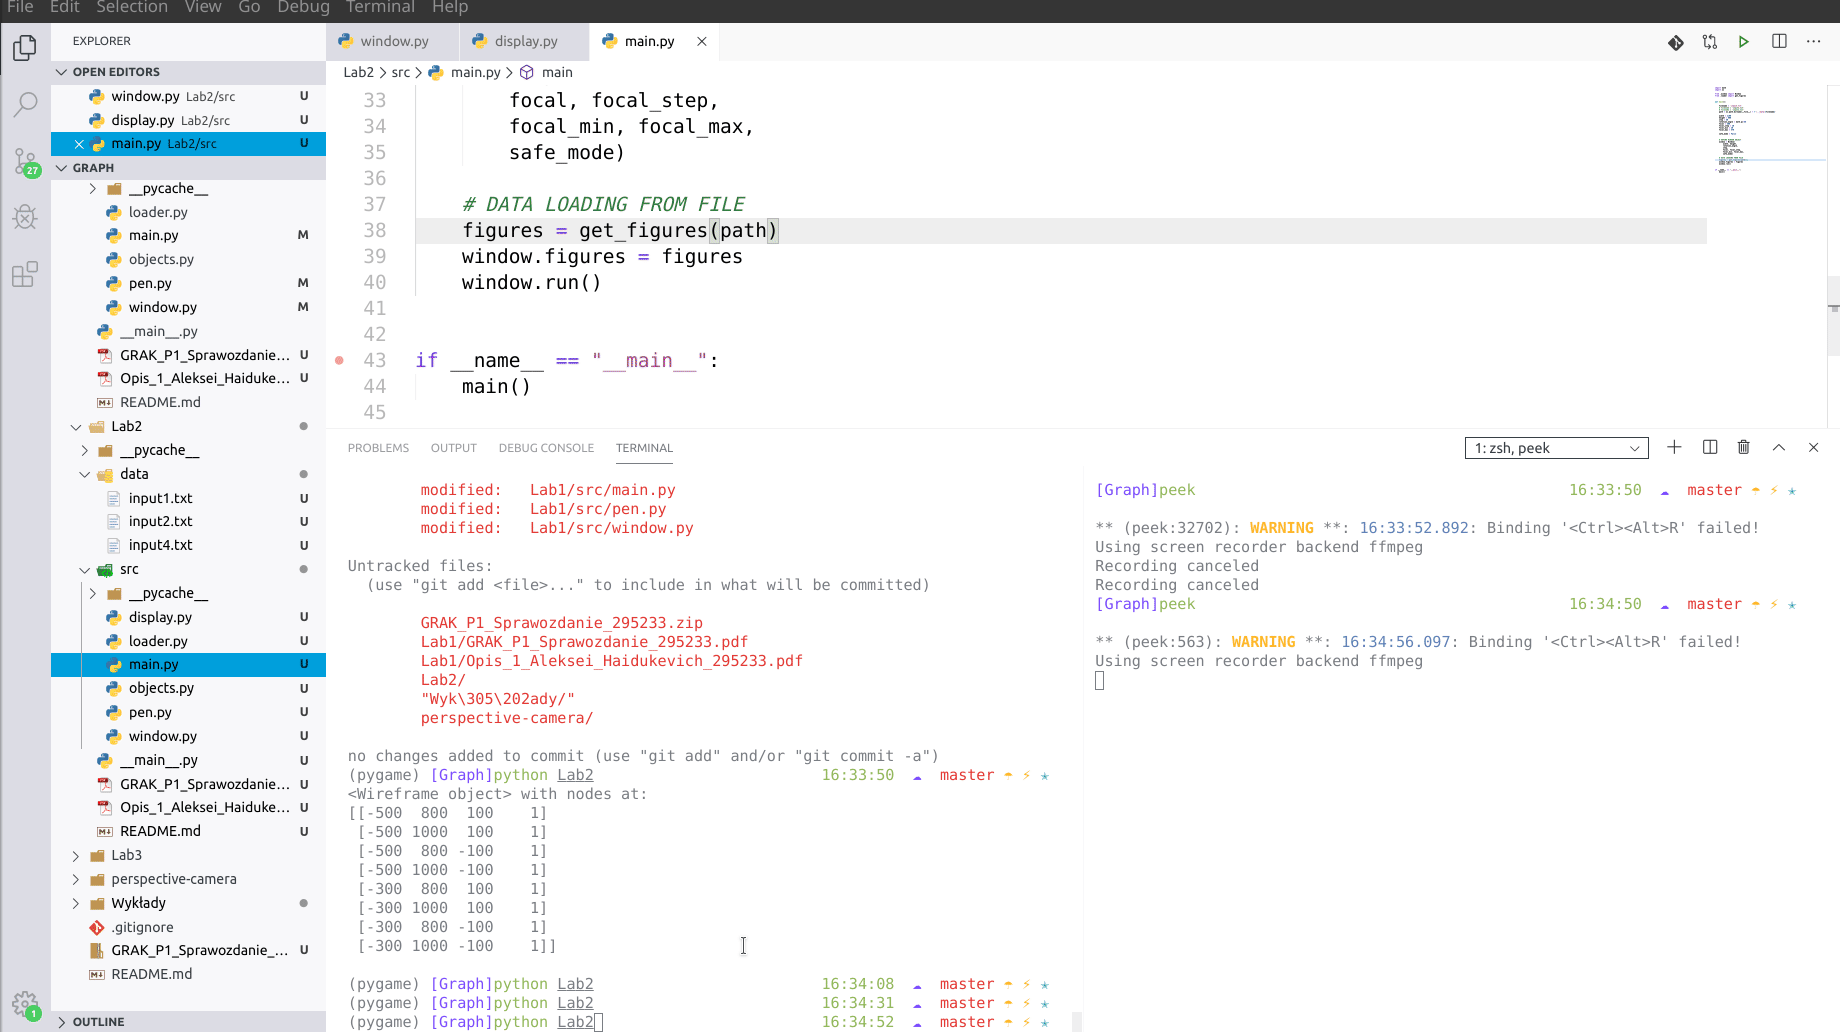 File Edit Selection View Go Debug Terminal Help
EXPLORER
OPEN EDITORS
window.py Lab2/src U
display.py Lab2/src U
main.py Lab2/src U
GRAPH
__pycache__
loader.py
main.py M
objects.py
pen.py M
window.py M
__main__.py
GRAK_P1_Sprawozdanie... U
Opis_1_Aleksei_Haiduke... U
README.md
Lab2
__pycache__
data
input1.txt U
input2.txt U
input4.txt U
src
__pycache__
display.py U
loader.py U
main.py U
objects.py U
pen.py U
window.py U
__main__.py U
GRAK_P1_Sprawozdanie... U
Opis_1_Aleksei_Haiduke... U
README.md U
Lab3
perspective-camera
Wykłady
.gitignore
GRAK_P1_Sprawozdanie_... U
README.md
OUTLINE
27
1
window.py display.py main.py
Lab2 > src > main.py > main
33 focal, focal_step,
34 focal_min, focal_max,
35 safe_mode)
36
37 # DATA LOADING FROM FILE
38 figures = get_figures(path)
39 window.figures = figures
40 window.run()
41
42
43 if __name__ == "__main__":
44 main()
45
PROBLEMS OUTPUT DEBUG CONSOLE TERMINAL
1: zsh, peek
modified: Lab1/src/main.py
modified: Lab1/src/pen.py
modified: Lab1/src/window.py
Untracked files:
(use "git add <file>..." to include in what will be committed)
GRAK_P1_Sprawozdanie_295233.zip
Lab1/GRAK_P1_Sprawozdanie_295233.pdf
Lab1/Opis_1_Aleksei_Haidukevich_295233.pdf
Lab2/
"Wyk\305\202ady/"
perspective-camera/
no changes added to commit (use "git add" and/or "git commit -a")
(pygame) [Graph]python Lab2 16:33:50 master
<Wireframe object> with nodes at:
[[-500 800 100 1]
[-500 1000 100 1]
[-500 800 -100 1]
[-500 1000 -100 1]
[-300 800 100 1]
[-300 1000 100 1]
[-300 800 -100 1]
[-300 1000 -100 1]]
(pygame) [Graph]python Lab2 16:34:08 master
(pygame) [Graph]python Lab2 16:34:31 master
(pygame) [Graph]python Lab2 16:34:52 master
[Graph]peek 16:33:50 master
** (peek:32702): WARNING **: 16:33:52.892: Binding '<Ctrl><Alt>R' failed!
Using screen recorder backend ffmpeg
Recording canceled
Recording canceled
[Graph]peek 16:34:50 master
** (peek:563): WARNING **: 16:34:56.097: Binding '<Ctrl><Alt>R' failed!
Using screen recorder backend ffmpeg